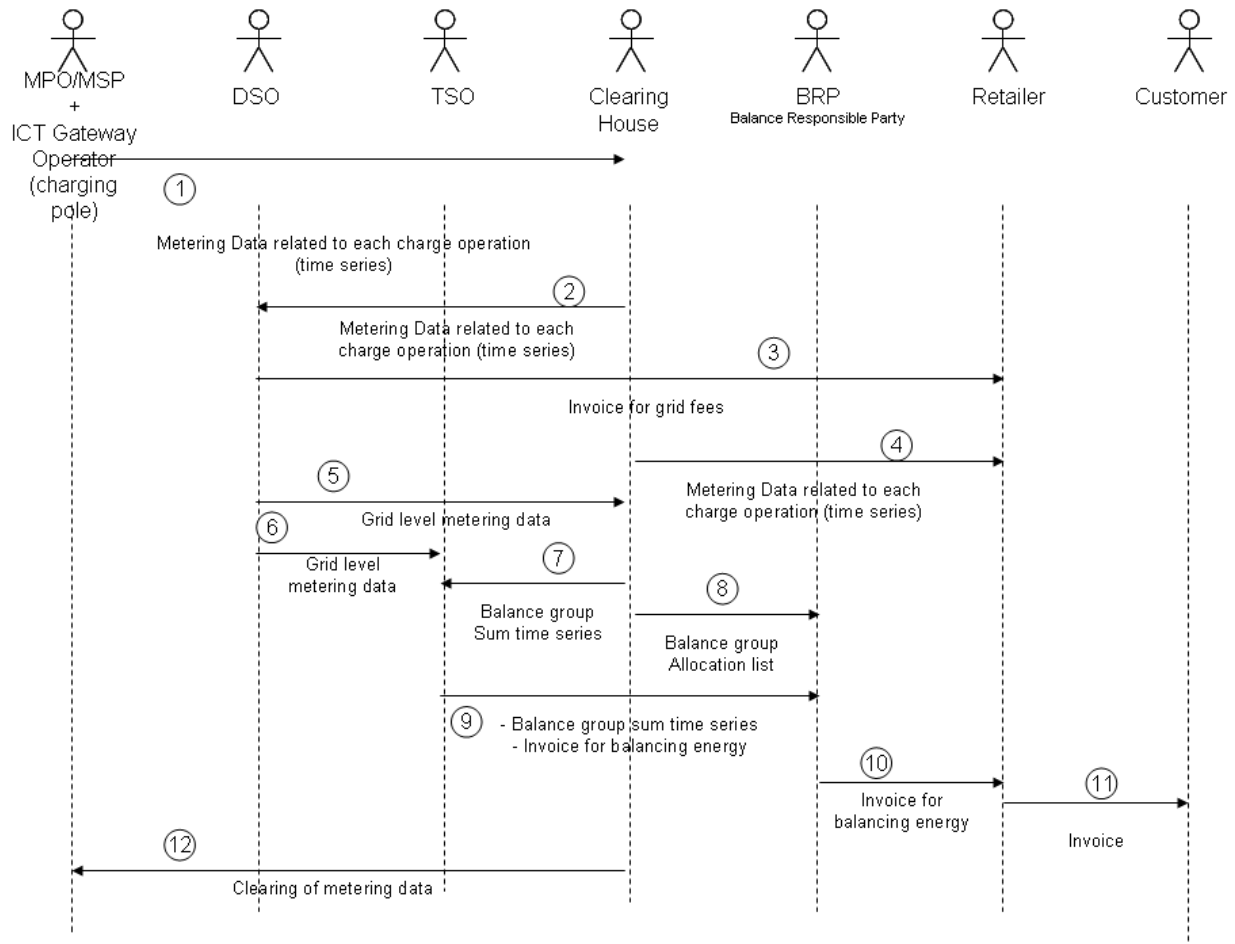 MPO/MSP
+
ICT Gateway
Operator
(charging
pole)
DSO
TSO
Clearing
House
BRP
Balance Responsible Party
Retailer
Customer
1
Metering Data related to each charge operation
(time series)
2
Metering Data related to each
charge operation (time series)
3
Invoice for grid fees
4
Metering Data related to each
charge operation (time series)
5
Grid level metering data
6
Grid level
metering data
7
Balance group
Sum time series
8
Balance group
Allocation list
9
- Balance group sum time series
- Invoice for balancing energy
10
Invoice for
balancing energy
11
Invoice
12
Clearing of metering data